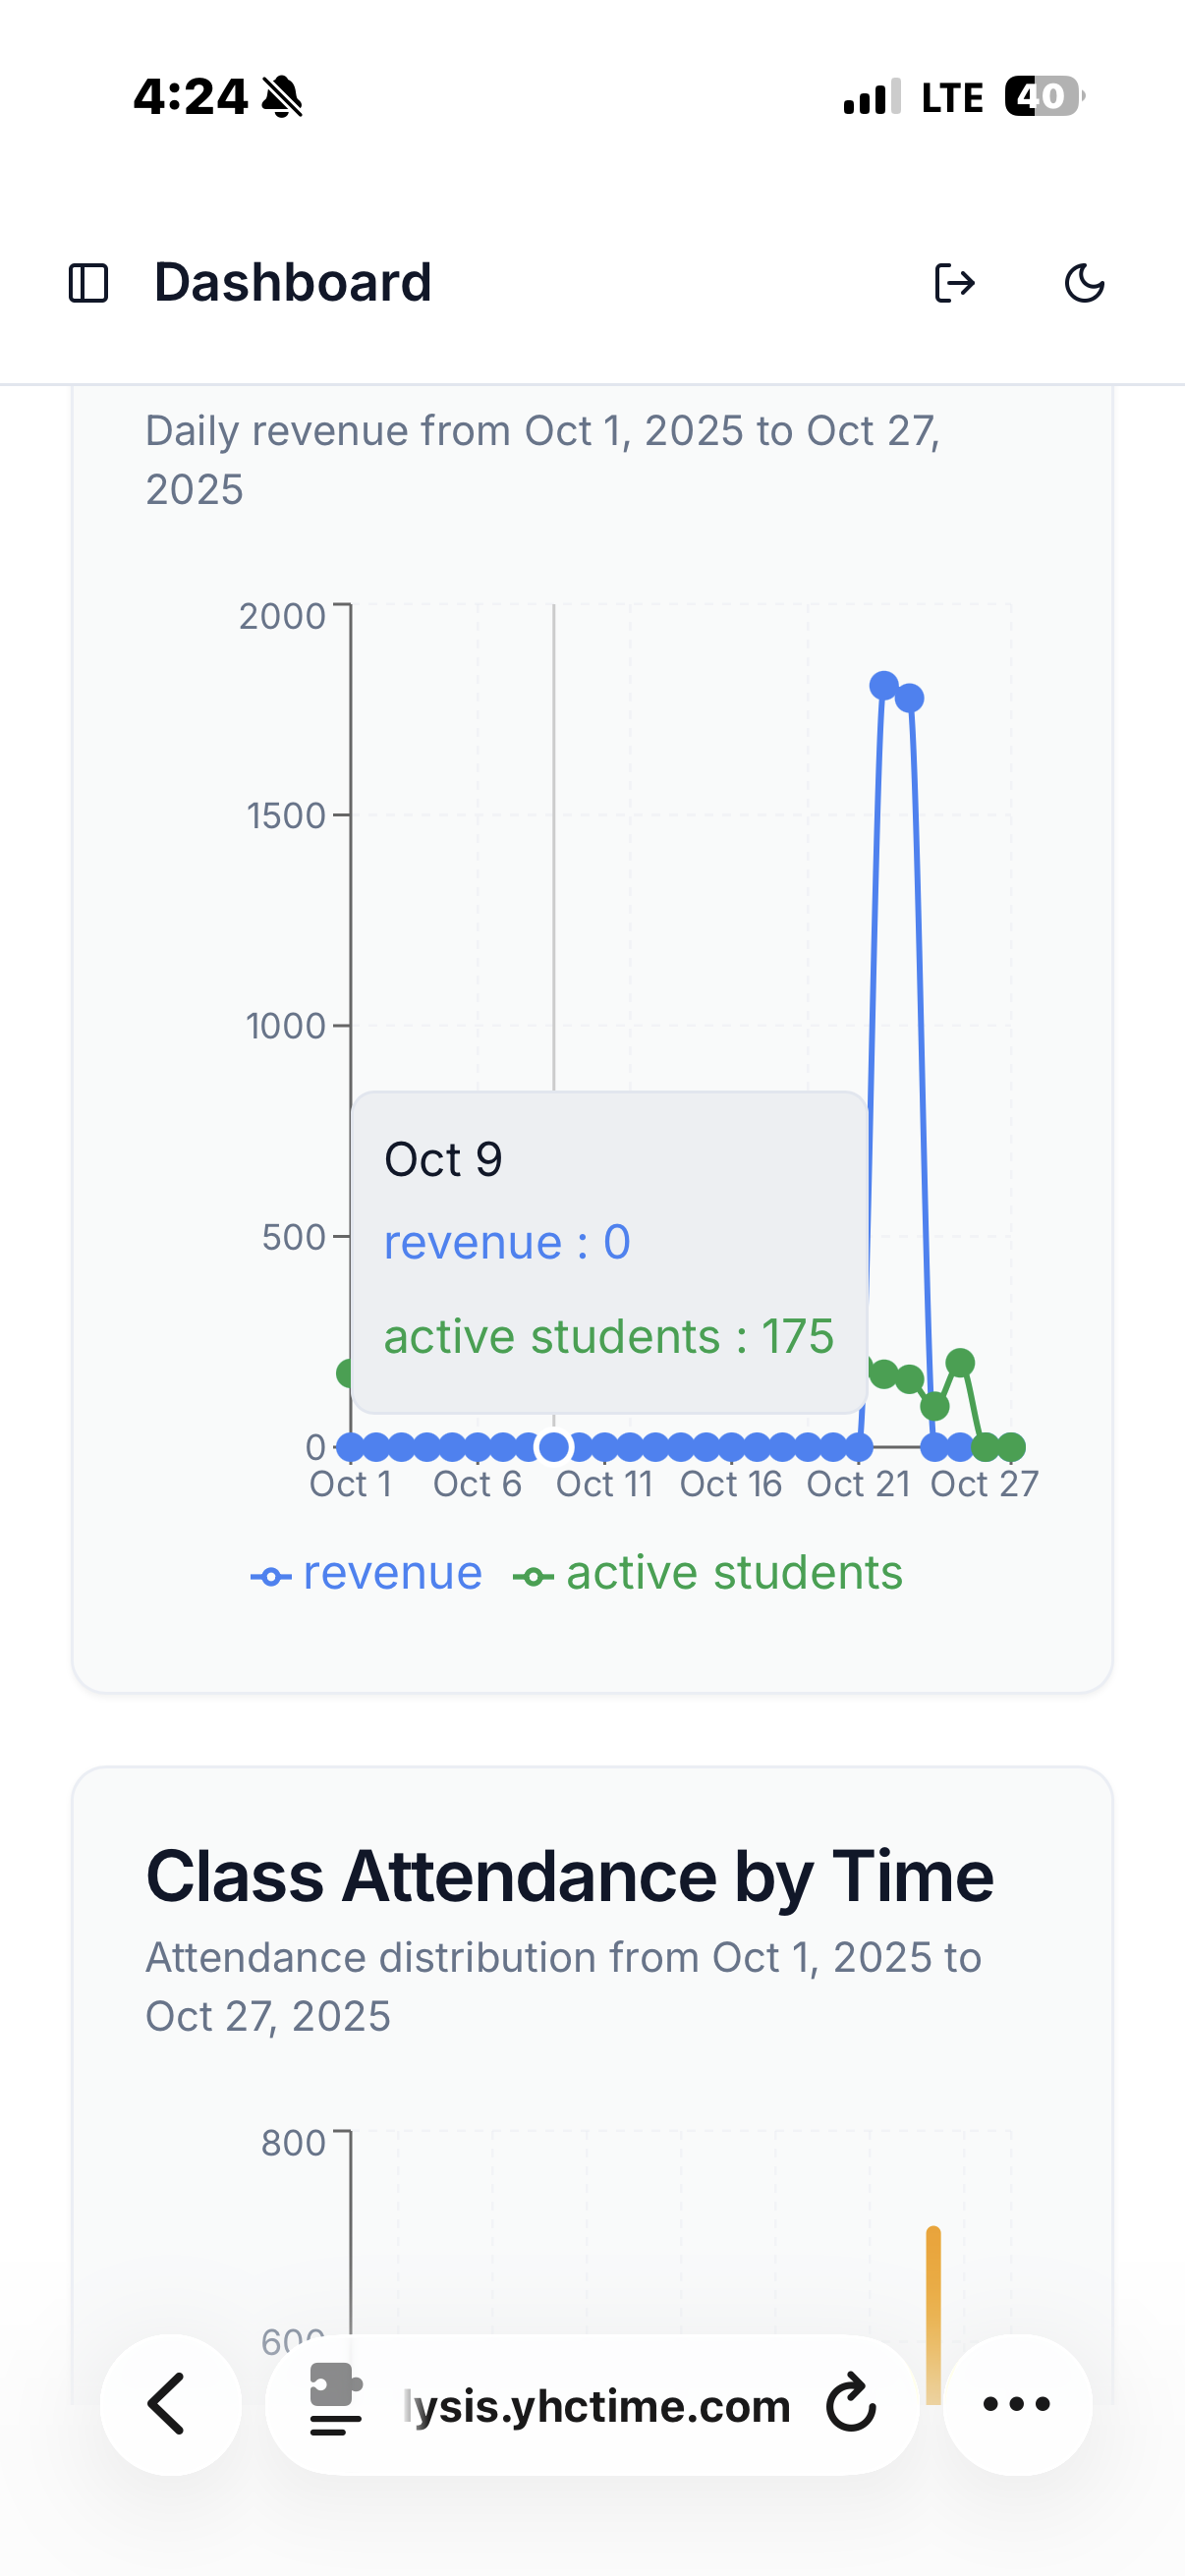 4:24
LTE
40
Dashboard
Daily revenue from Oct 1, 2025 to Oct 27,
2025
2000
1500
1000
500
0
Oct 9
revenue : 0
active students : 175
Oct 1 Oct 6 Oct 11 Oct 16 Oct 21 Oct 27
revenue active students
Class Attendance by Time
Attendance distribution from Oct 1, 2025 to
Oct 27, 2025
800
600
lysis.yhctime.com